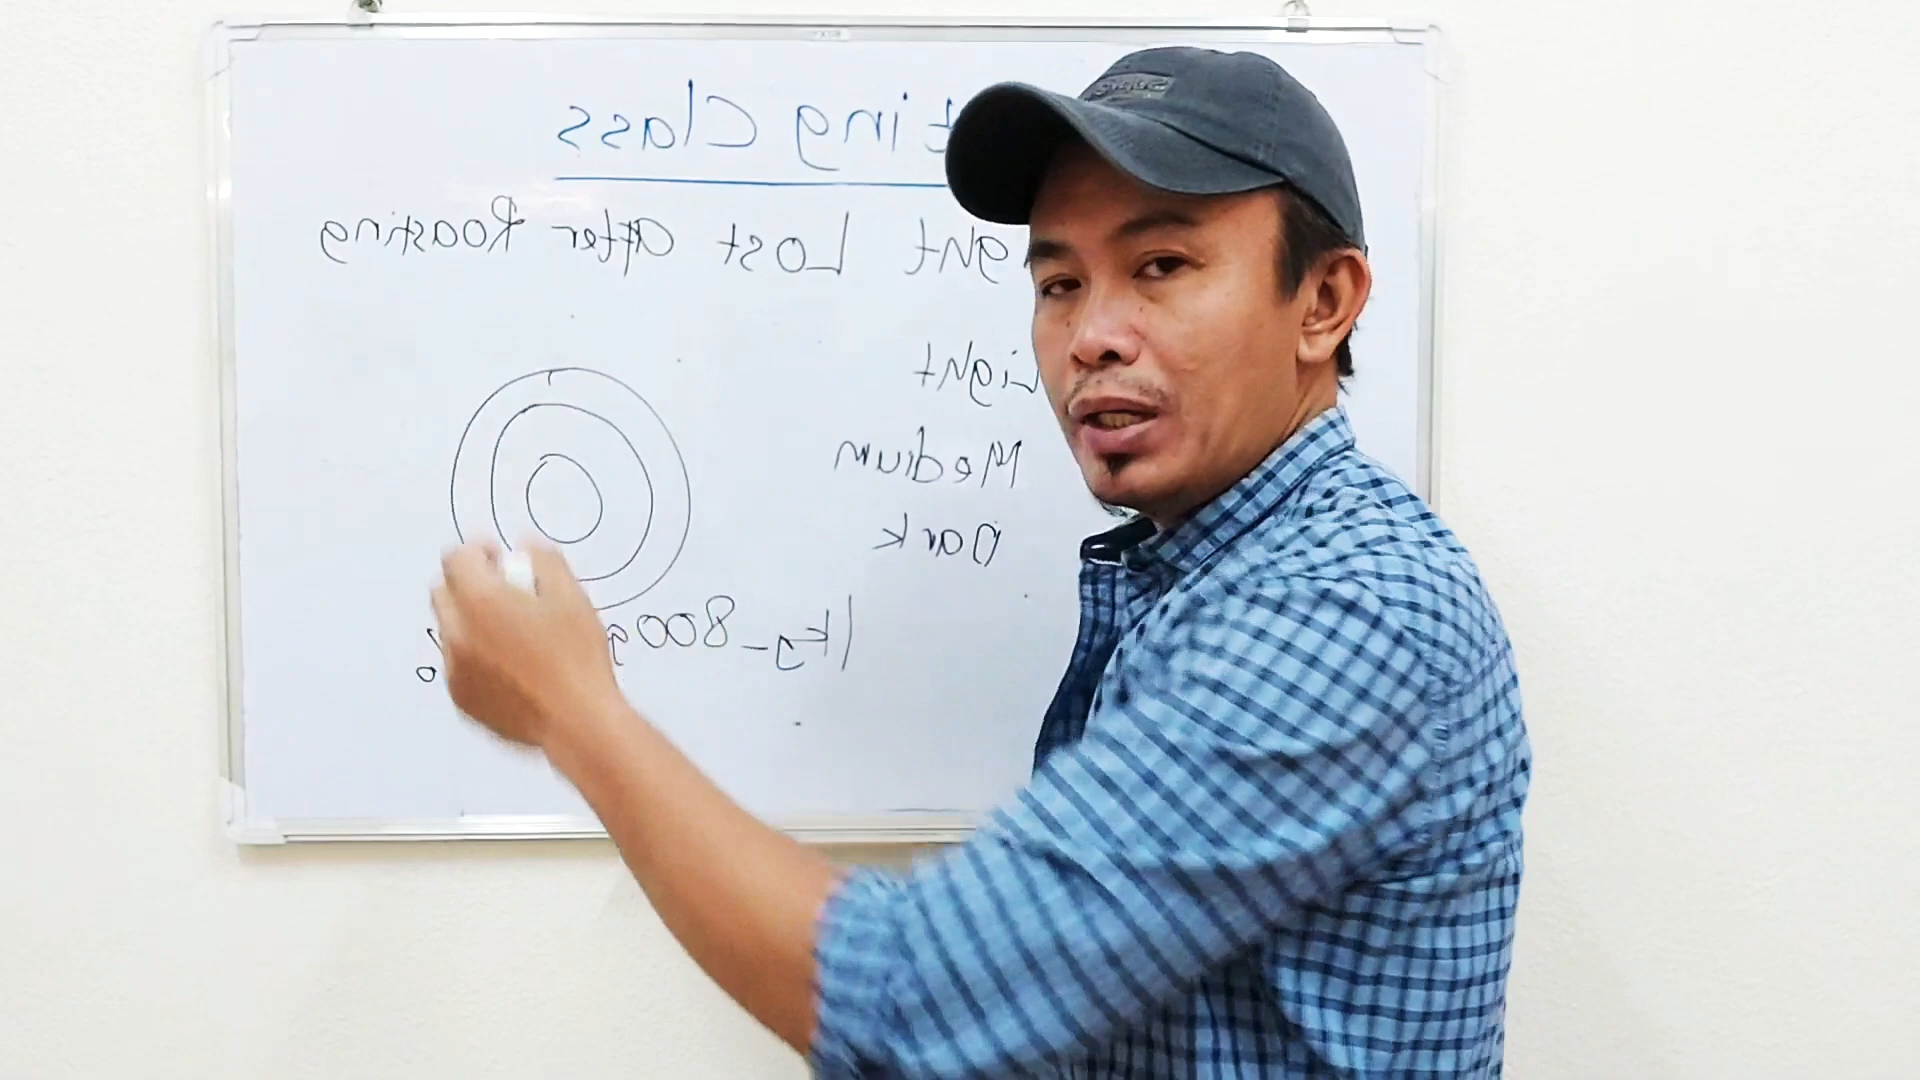 ting Class
ght Lost after Roasting
Light
Medium
Dark
1kg-800g
%